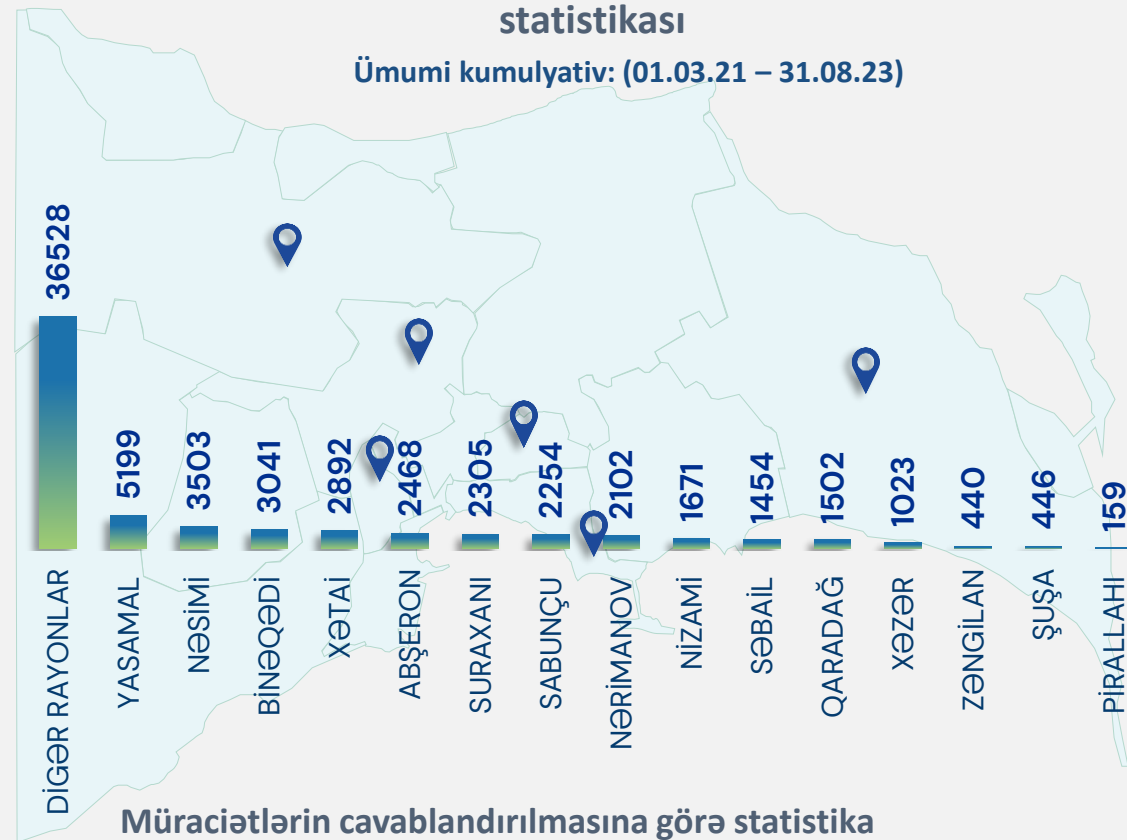 statistikası
Ümumi kumulyativ: (01.03.21 – 31.08.23)
36528
5199
3503
3041
2892
2468
2305
2254
2102
1671
1454
1502
1023
440
446
159
DİGƏR RAYONLAR
YASAMAL
NƏSİMİ
BİNƏQƏDİ
XƏTAİ
ABŞERON
SURAXANI
SABUNÇU
NƏRİMANOV
NİZAMİ
SƏBAİL
QARADAĞ
XƏZƏR
ZƏNGİLAN
ŞUŞA
PİRALLAHI
Müraciətlərin cavablandırılmasına görə statistika